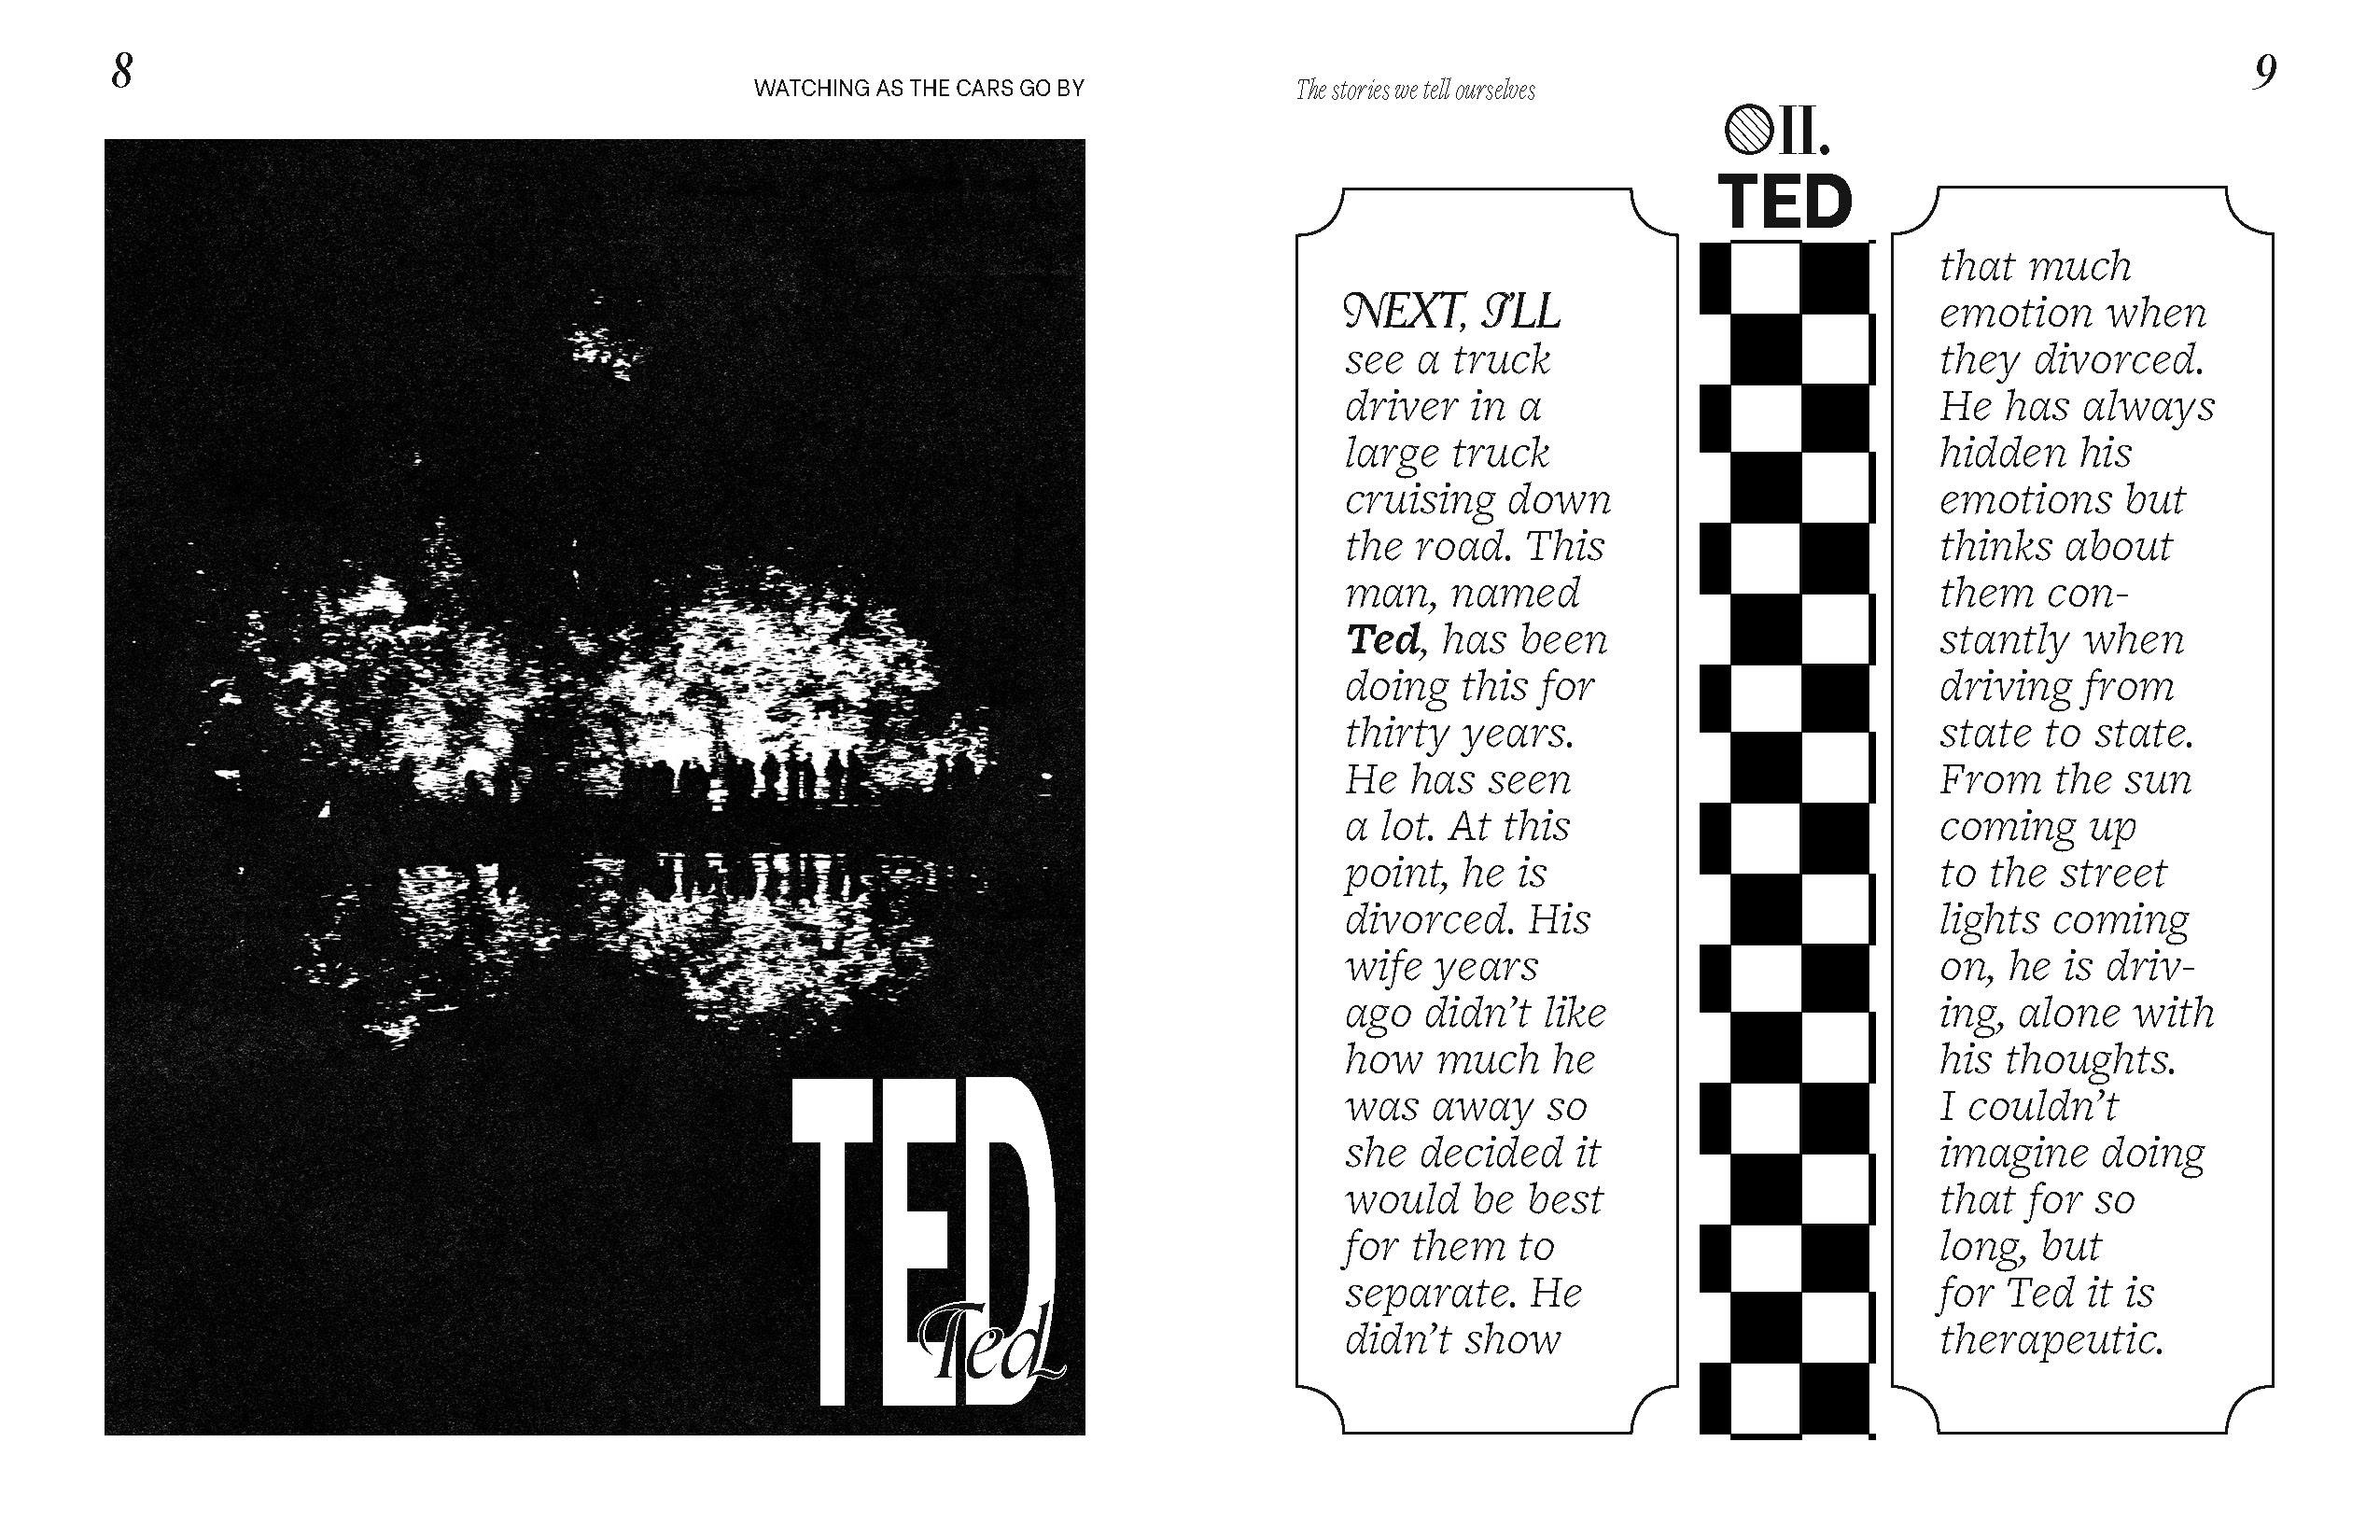 8
WATCHING AS THE CARS GO BY
TED
Ted
The stories we tell ourselves
9
II.
TED
NEXT, I'LL
see a truck
driver in a
large truck
cruising down
the road. This
man, named
Ted, has been
doing this for
thirty years.
He has seen
a lot. At this
point, he is
divorced. His
wife years
ago didn’t like
how much he
was away so
she decided it
would be best
for them to
separate. He
didn’t show
that much
emotion when
they divorced.
He has always
hidden his
emotions but
thinks about
them con-
stantly when
driving from
state to state.
From the sun
coming up
to the street
lights coming
on, he is driv-
ing, alone with
his thoughts.
I couldn’t
imagine doing
that for so
long, but
for Ted it is
therapeutic.